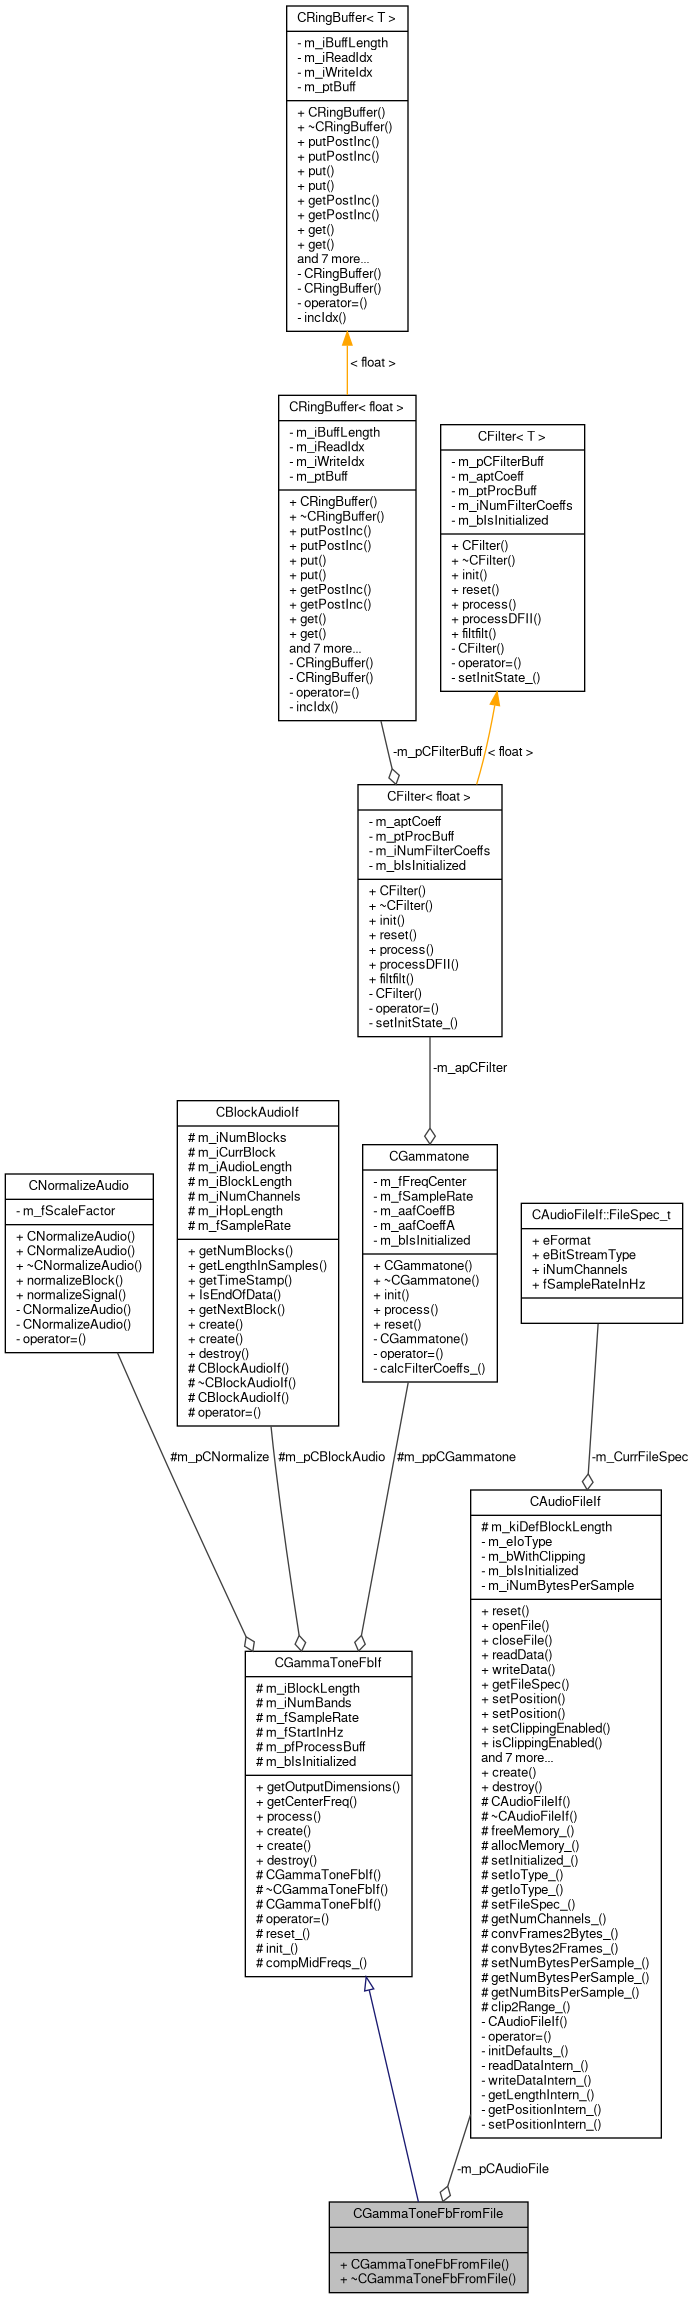 CRingBuffer< T >
- m_iBuffLength
- m_iReadIdx
- m_iWriteIdx
- m_ptBuff
+ CRingBuffer()
+ ~CRingBuffer()
+ putPostInc()
+ putPostInc()
+ put()
+ put()
+ getPostInc()
+ getPostInc()
+ get()
+ get()
and 7 more...
- CRingBuffer()
- CRingBuffer()
- operator=()
- incIdx()
< float >
CRingBuffer< float >
- m_iBuffLength
- m_iReadIdx
- m_iWriteIdx
- m_ptBuff
+ CRingBuffer()
+ ~CRingBuffer()
+ putPostInc()
+ putPostInc()
+ put()
+ put()
+ getPostInc()
+ getPostInc()
+ get()
+ get()
and 7 more...
- CRingBuffer()
- CRingBuffer()
- operator=()
- incIdx()
CFilter< T >
- m_pCFilterBuff
- m_aptCoeff
- m_ptProcBuff
- m_iNumFilterCoeffs
- m_bIsInitialized
+ CFilter()
+ ~CFilter()
+ init()
+ reset()
+ process()
+ processDFII()
+ filtfilt()
- CFilter()
- operator=()
- setInitState_()
-m_pCFilterBuff
< float >
CFilter< float >
- m_aptCoeff
- m_ptProcBuff
- m_iNumFilterCoeffs
- m_bIsInitialized
+ CFilter()
+ ~CFilter()
+ init()
+ reset()
+ process()
+ processDFII()
+ filtfilt()
- CFilter()
- operator=()
- setInitState_()
-m_apCFilter
CNormalizeAudio
- m_fScaleFactor
+ CNormalizeAudio()
+ CNormalizeAudio()
+ ~CNormalizeAudio()
+ normalizeBlock()
+ normalizeSignal()
- CNormalizeAudio()
- CNormalizeAudio()
- operator=()
CBlockAudioIf
# m_iNumBlocks
# m_iCurrBlock
# m_iAudioLength
# m_iBlockLength
# m_iNumChannels
# m_iHopLength
# m_fSampleRate
+ getNumBlocks()
+ getLengthInSamples()
+ getTimeStamp()
+ IsEndOfData()
+ getNextBlock()
+ create()
+ create()
+ destroy()
# CBlockAudioIf()
# ~CBlockAudioIf()
# CBlockAudioIf()
# operator=()
CGammatone
- m_fFreqCenter
- m_fSampleRate
- m_aafCoeffB
- m_aafCoeffA
- m_bIsInitialized
+ CGammatone()
+ ~CGammatone()
+ init()
+ process()
+ reset()
- CGammatone()
- operator=()
- calcFilterCoeffs_()
CAudioFileIf::FileSpec_t
+ eFormat
+ eBitStreamType
+ iNumChannels
+ fSampleRateInHz
#m_pCNormalize
#m_pCBlockAudio
#m_ppCGammatone
-m_CurrFileSpec
CGammaToneFbIf
# m_iBlockLength
# m_iNumBands
# m_fSampleRate
# m_fStartInHz
# m_pfProcessBuff
# m_bIsInitialized
+ getOutputDimensions()
+ getCenterFreq()
+ process()
+ create()
+ create()
+ destroy()
# CGammaToneFbIf()
# ~CGammaToneFbIf()
# CGammaToneFbIf()
# operator=()
# reset_()
# init_()
# compMidFreqs_()
CAudioFileIf
# m_kiDefBlockLength
- m_eIoType
- m_bWithClipping
- m_bIsInitialized
- m_iNumBytesPerSample
+ reset()
+ openFile()
+ closeFile()
+ readData()
+ writeData()
+ getFileSpec()
+ setPosition()
+ setPosition()
+ setClippingEnabled()
+ isClippingEnabled()
and 7 more...
+ create()
+ destroy()
# CAudioFileIf()
# ~CAudioFileIf()
# freeMemory_()
# allocMemory_()
# setInitialized_()
# setIoType_()
# getIoType_()
# setFileSpec_()
# getNumChannels_()
# convFrames2Bytes_()
# convBytes2Frames_()
# setNumBytesPerSample_()
# getNumBytesPerSample_()
# getNumBitsPerSample_()
# clip2Range_()
- CAudioFileIf()
- operator=()
- initDefaults_()
- readDataIntern_()
- writeDataIntern_()
- getLengthIntern_()
- getPositionIntern_()
- setPositionIntern_()
-m_pCAudioFile
CGammaToneFbFromFile
+ CGammaToneFbFromFile()
+ ~CGammaToneFbFromFile()